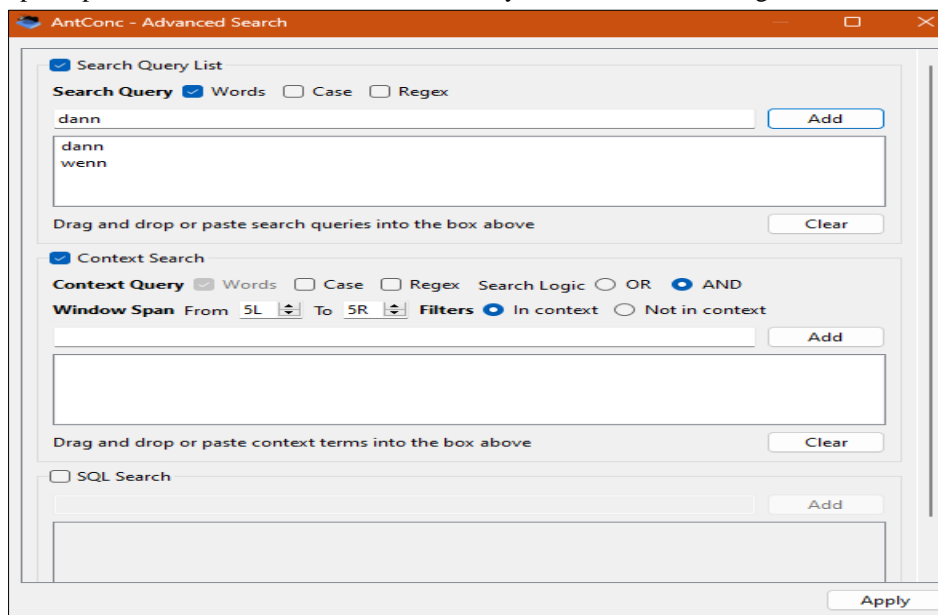 AntConc - Advanced Search
Search Query List
Search Query Words Case Regex
dann Add
dann
wenn
Drag and drop or paste search queries into the box above Clear
Context Search
Context Query Words Case Regex Search Logic OR AND
Window Span From 5L To 5R Filters In context Not in context
Add
Drag and drop or paste context terms into the box above Clear
SQL Search
Add
Apply